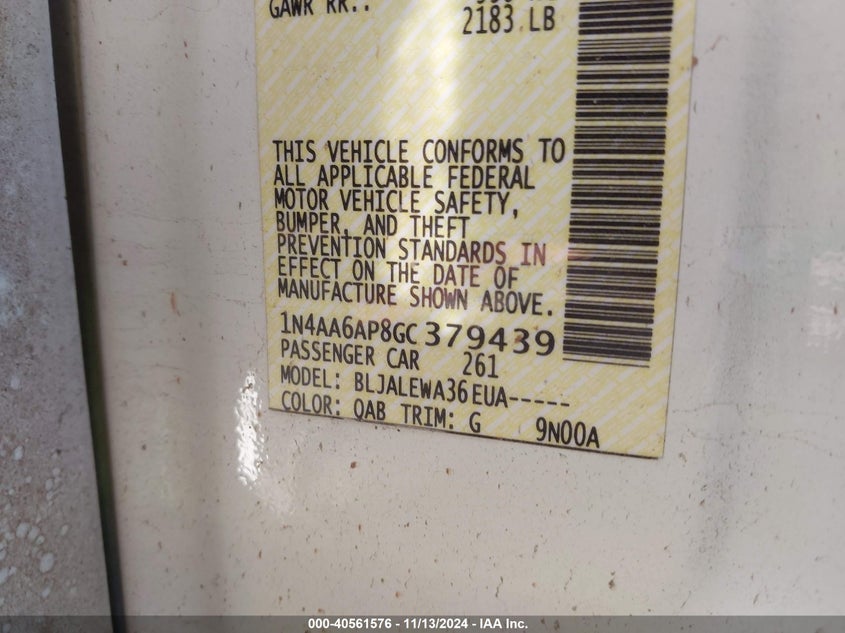 GAWR RR.:
2183 LB
THIS VEHICLE CONFORMS TO
ALL APPLICABLE FEDERAL
MOTOR VEHICLE SAFETY,
BUMPER, AND THEFT
PREVENTION STANDARDS IN
EFFECT ON THE DATE OF
MANUFACTURE SHOWN ABOVE.
1N4AA6AP8GC379439
PASSENGER CAR 261
MODEL: BLJALEWA36EUA-----
COLOR: QAB TRIM: G 9N00A
000-40561576 - 11/13/2024 - IAA Inc.